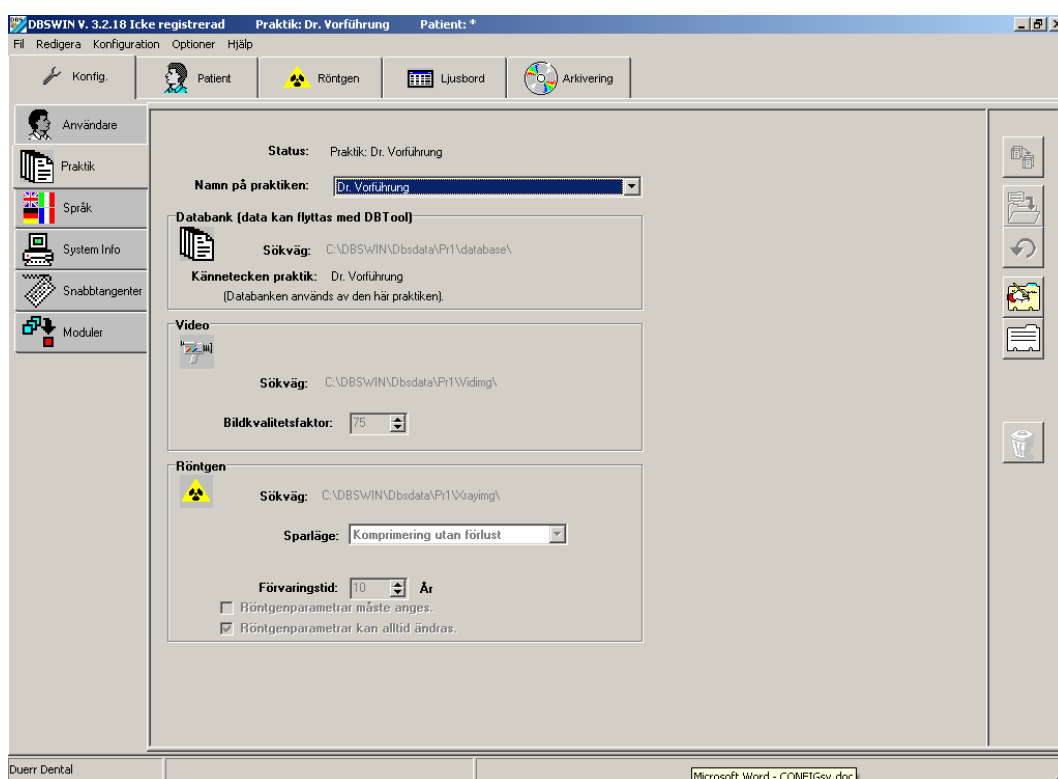 DBSWIN V. 3.2.18 Icke registrerad Praktik: Dr. Vorführung Patient: *
Fil Redigera Konfiguration Optioner Hjälp
Konfig. Patient Röntgen Ljusbord Arkivering
Användare
Praktik
Språk
System Info
Snabbtangenter
Moduler
Status: Praktik: Dr. Vorführung
Namn på praktiken: Dr. Vorführung
Databank (data kan flyttas med DBTool)
Sökväg: C:\DBSWIN\Dbsdata\Pr1\database\
Kännetecken praktik: Dr. Vorführung
(Databanken används av den här praktiken).
Video
Sökväg: C:\DBSWIN\Dbsdata\Pr1\Vidimg\
Bildkvalitetsfaktor: 75
Röntgen
Sökväg: C:\DBSWIN\Dbsdata\Pr1\Xrayimg\
Sparläge: Komprimering utan förlust
Förvaringstid: 10 År
Röntgenparametrar måste anges.
Röntgenparametrar kan alltid ändras.
Duerr Dental
Microsoft Word - CONFIGsv.doc